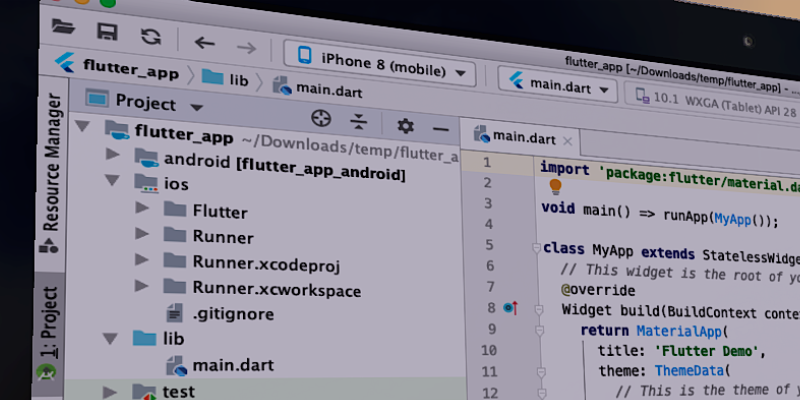 flutter_app [~/Downloads/temp/flutter_app] - ...
iPhone 8 (mobile)
main.dart
10.1 WXGA (Tablet) API 28
flutter_app
lib
main.dart
Resource Manager
1: Project
Project
flutter_app ~/Downloads/temp/flutter_a
android [flutter_app_android]
ios
Flutter
Runner
Runner.xcodeproj
Runner.xcworkspace
.gitignore
lib
main.dart
test
main.dart
1 import 'package:flutter/material.da
2
3 void main() => runApp(MyApp());
4
5 class MyApp extends StatelessWidge
6 // This widget is the root of yo
7 @override
8 Widget build(BuildContext conte
9 return MaterialApp(
10 title: 'Flutter Demo',
11 theme: ThemeData(
12 // This is the theme of y